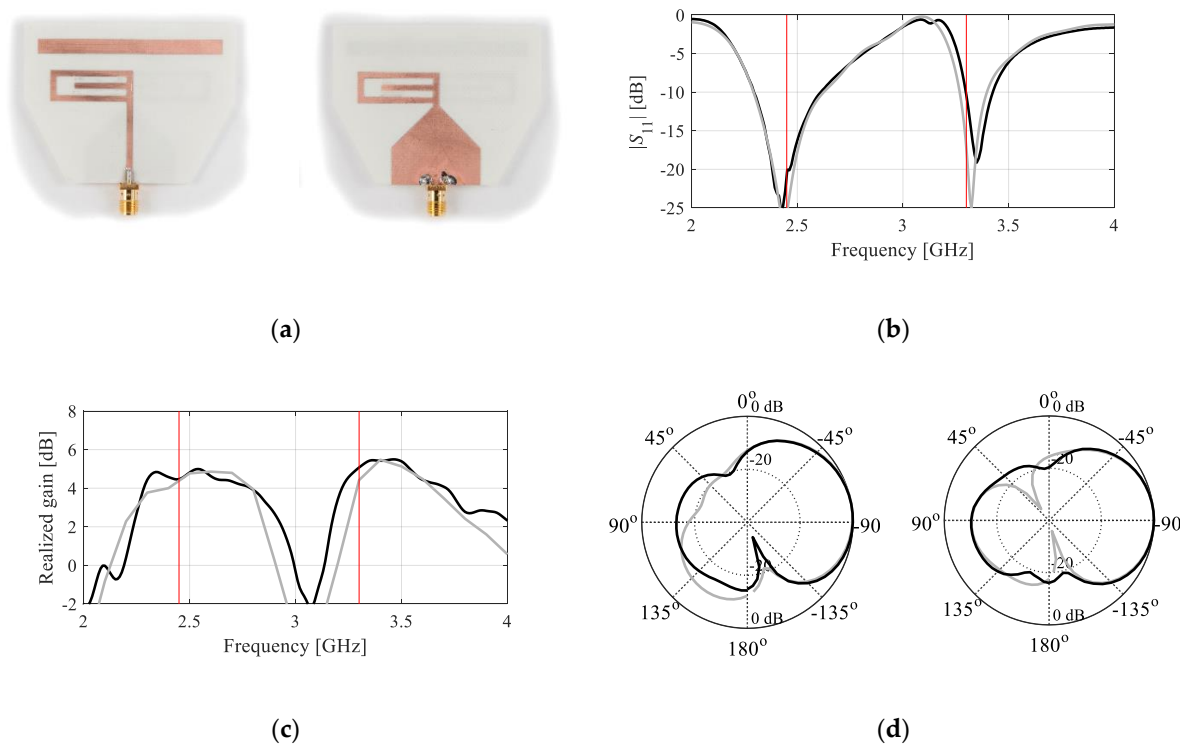 0
-5
-10
-15
-20
-25
|S11| [dB]
2
2.5
3
3.5
4
Frequency [GHz]
(a)
(b)
8
6
4
2
0
-2
Realized gain [dB]
2
2.5
3
3.5
4
Frequency [GHz]
0º 0 dB
45º
-45º
-20
90º
-90
-20
135º
-135º
0 dB
180º
0º 0 dB
45º
-45º
-20
90º
-90
-20
135º
-135º
0 dB
180º
(c)
(d)